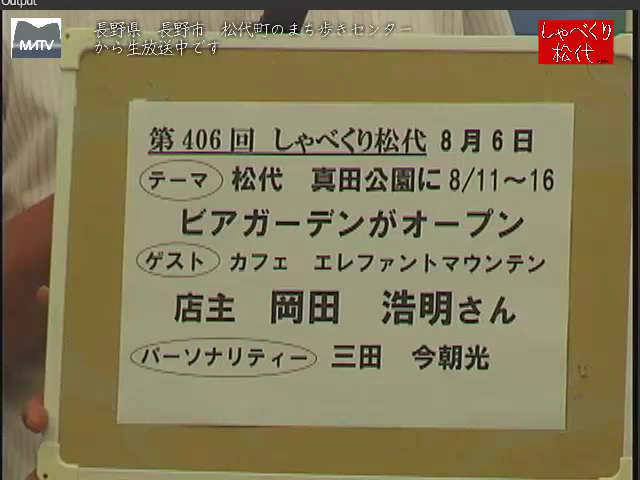 Output
MATV
長野県 長野市 松代町のまち歩きセンター
から生放送中です
しゃべくり
松代
第406回 しゃべくり松代 8月6日
テーマ 松代 真田公園に8/11～16
ビアガーデンがオープン
ゲスト カフェ エレファントマウンテン
店主 岡田 浩明さん
パーソナリティー 三田 今朝光